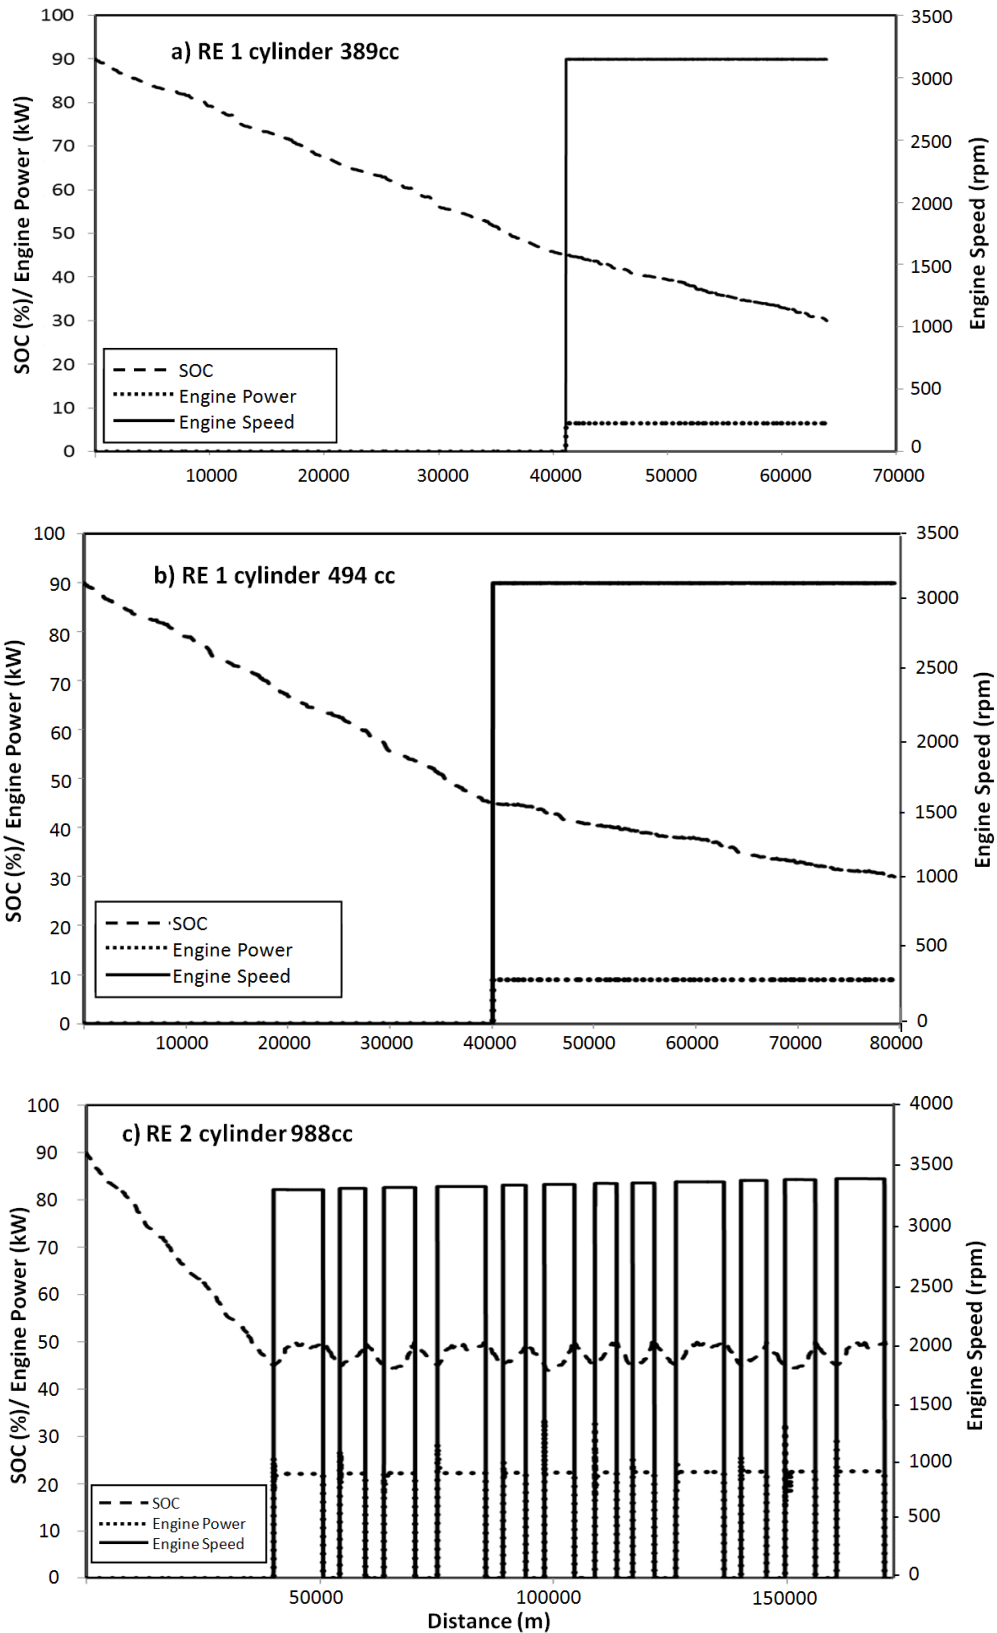 a) RE 1 cylinder 389cc
SOC (%)/ Engine Power (kW)
100
90
80
70
60
50
40
30
20
10
0
3500
3000
2500
2000
1500
1000
500
0
Engine Speed (rpm)
SOC
Engine Power
Engine Speed
10000 20000 30000 40000 50000 60000 70000
b) RE 1 cylinder 494 cc
SOC (%)/ Engine Power (kW)
100
90
80
70
60
50
40
30
20
10
0
3500
3000
2500
2000
1500
1000
500
0
Engine Speed (rpm)
SOC
Engine Power
Engine Speed
10000 20000 30000 40000 50000 60000 70000 80000
c) RE 2 cylinder 988cc
SOC (%)/ Engine Power (kW)
100
90
80
70
60
50
40
30
20
10
0
4000
3500
3000
2500
2000
1500
1000
500
0
Engine Speed (rpm)
SOC
Engine Power
Engine Speed
50000 100000 150000
Distance (m)